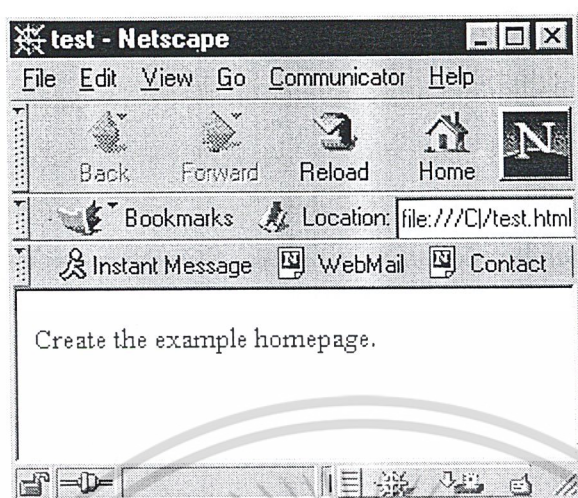 test - Netscape
File Edit View Go Communicator Help
Back Forward Reload Home N
Bookmarks Location: file:///C|/test.html
Instant Message WebMail Contact
Create the example homepage.